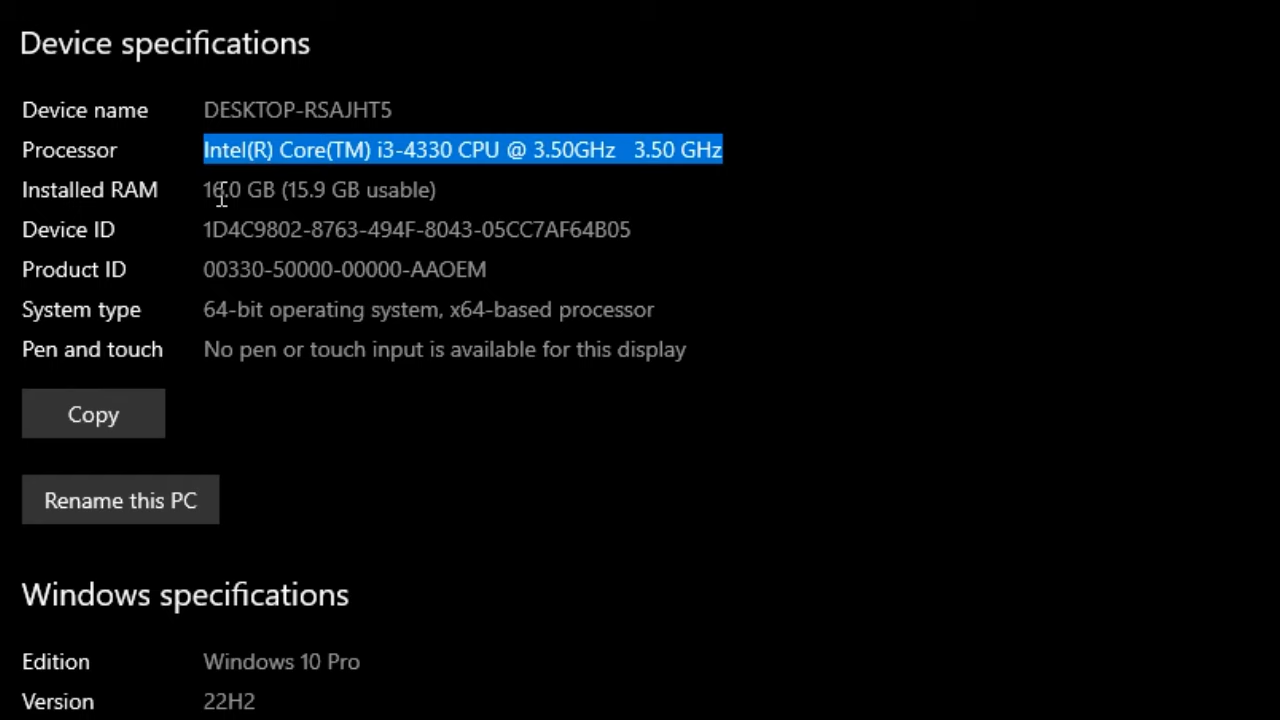 Device specifications
Device name DESKTOP-RSAJHT5
Processor Intel(R) Core(TM) i3-4330 CPU @ 3.50GHz 3.50 GHz
Installed RAM 16.0 GB (15.9 GB usable)
Device ID 1D4C9802-8763-494F-8043-05CC7AF64B05
Product ID 00330-50000-00000-AAOEM
System type 64-bit operating system, x64-based processor
Pen and touch No pen or touch input is available for this display
Copy
Rename this PC
Windows specifications
Edition Windows 10 Pro
Version 22H2